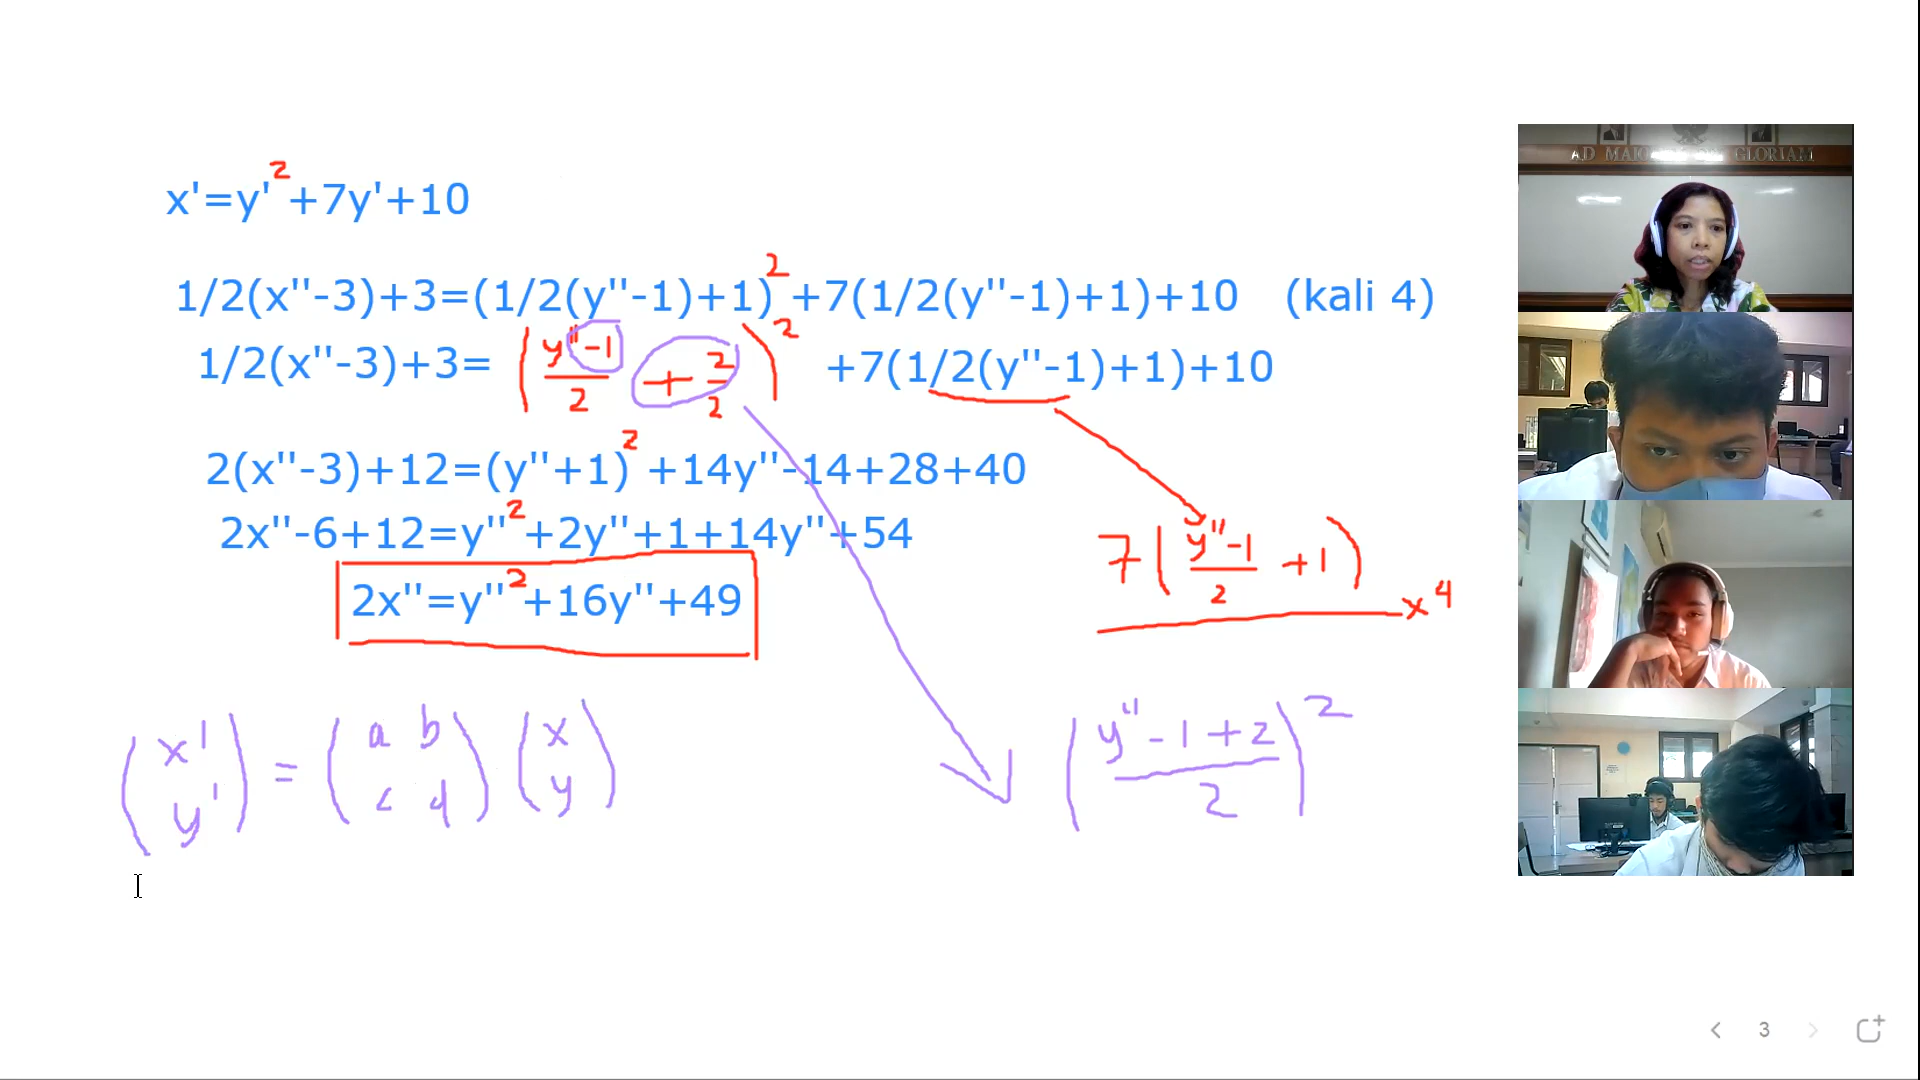 x'=y'²+7y'+10
1/2(x''-3)+3=(1/2(y''-1)+1)²+7(1/2(y''-1)+1)+10 (kali 4)
1/2(x''-3)+3= (y''-1/2 + 2/2)² +7(1/2(y''-1)+1)+10
2(x''-3)+12=(y''+1)²+14y''-14+28+40
2x''-6+12=y''²+2y''+1+14y''+54
7(y''-1/2 +1) x4
2x''=y''²+16y''+49
(x' y') = (a b c d) (x y)
(y''-1+2/2)²
AD MAIO GLORIAM
3